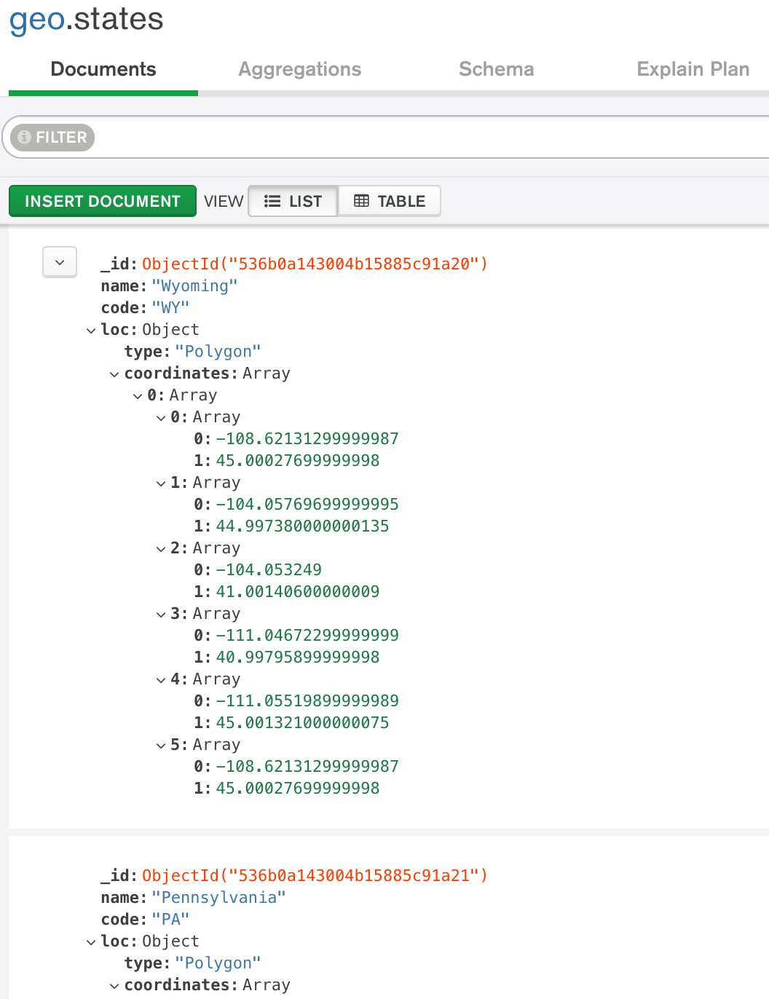 geo.states
Documents Aggregations Schema Explain Plan
FILTER
INSERT DOCUMENT VIEW LIST TABLE
_id: ObjectId("536b0a143004b15885c91a20")
name: "Wyoming"
code: "WY"
loc: Object
type: "Polygon"
coordinates: Array
0: Array
0: Array
0: -108.62131299999987
1: 45.00027699999998
1: Array
0: -104.05769699999995
1: 44.997380000000135
2: Array
0: -104.053249
1: 41.00140600000009
3: Array
0: -111.04672299999999
1: 40.99795899999998
4: Array
0: -111.05519899999989
1: 45.001321000000075
5: Array
0: -108.62131299999987
1: 45.00027699999998
_id: ObjectId("536b0a143004b15885c91a21")
name: "Pennsylvania"
code: "PA"
loc: Object
type: "Polygon"
coordinates: Array